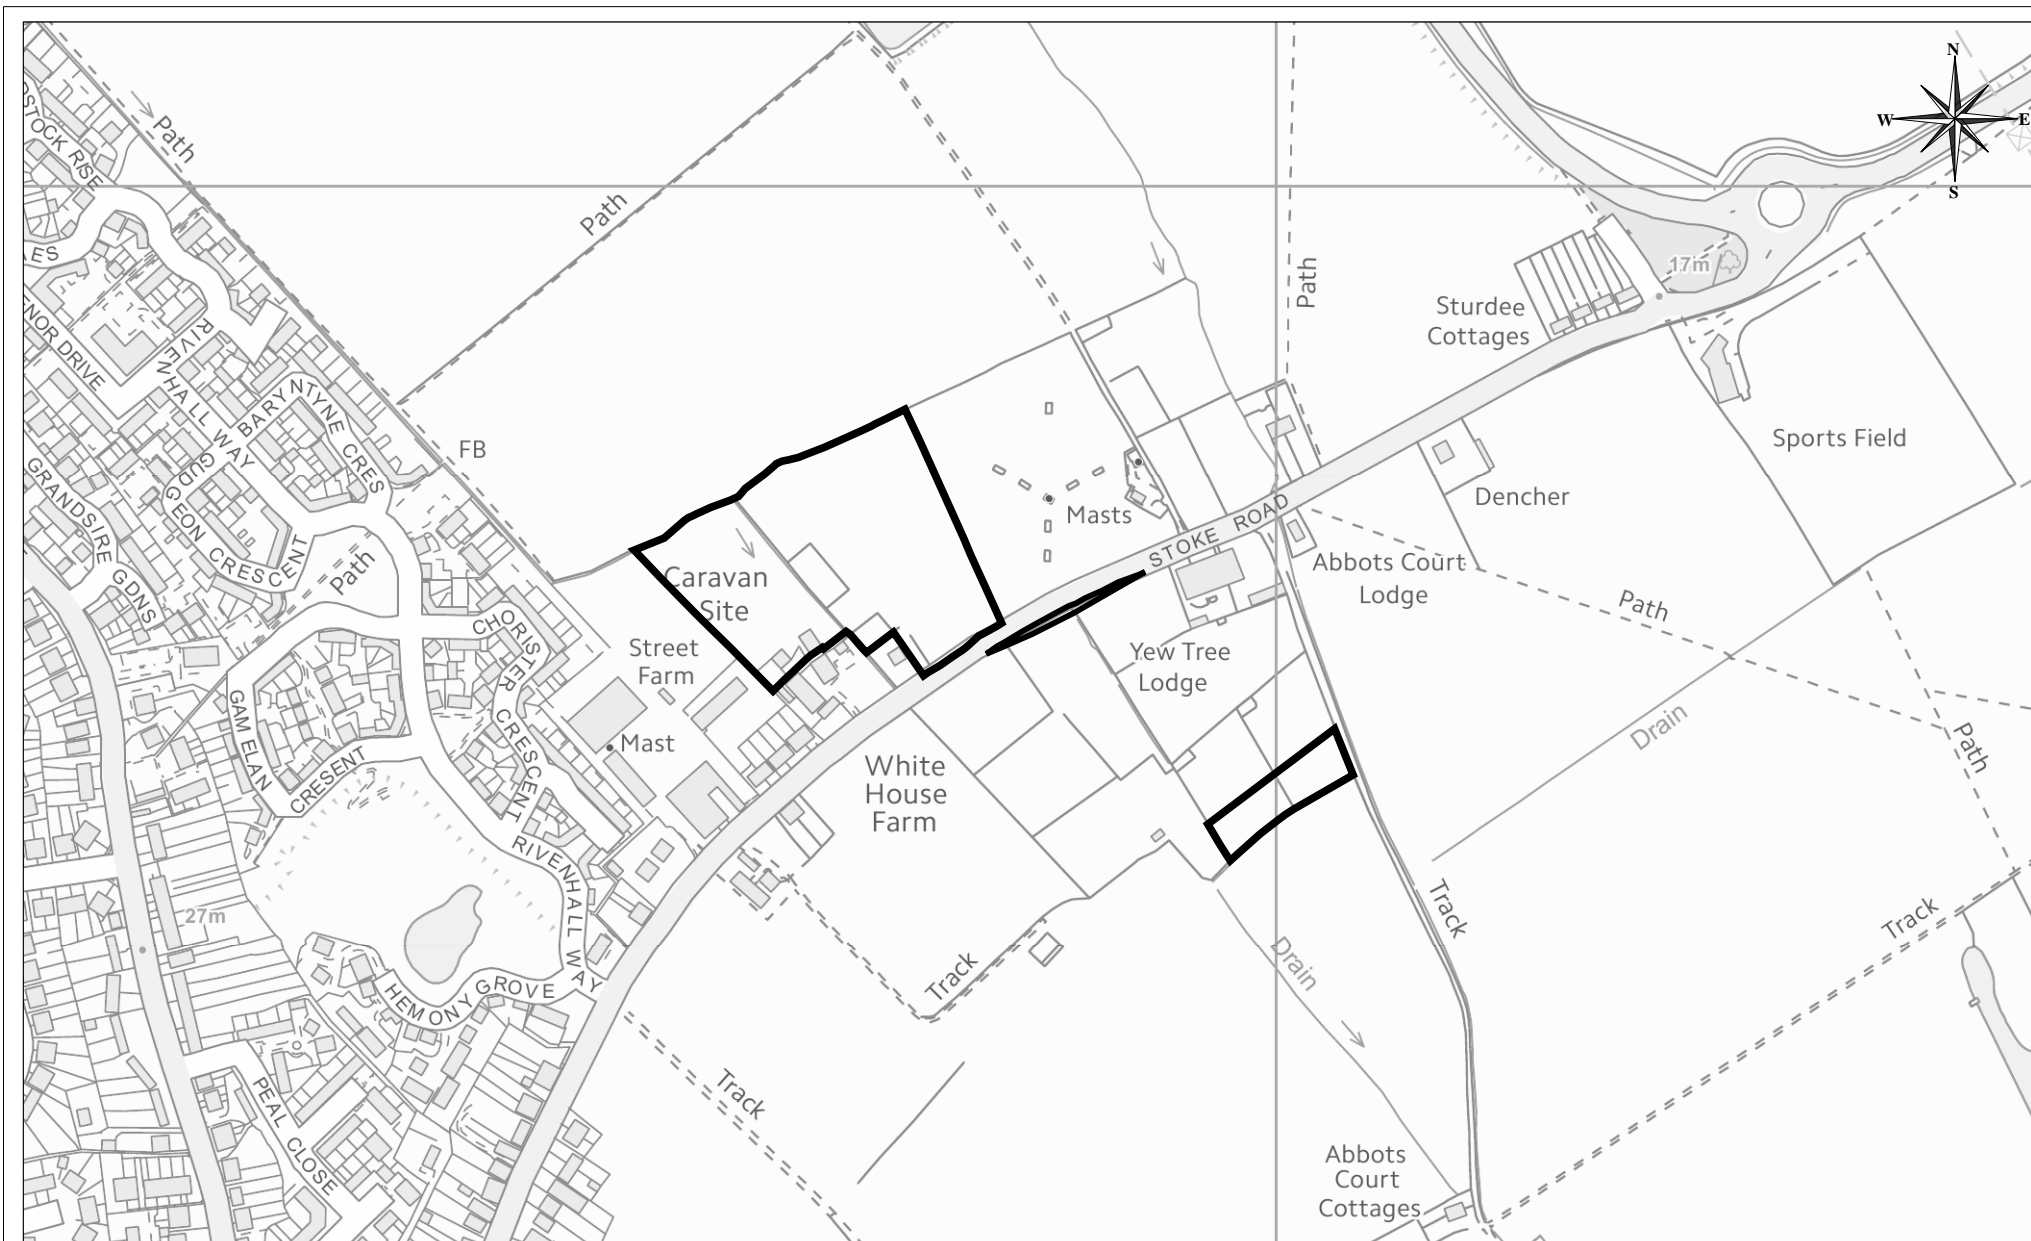 N
W
E
S
Path
Path
Path
STOCK RISE
ES
NOR DRIVE
RIVENHALL WAY
BARYNTYNE CRES
GUDGEON CRESCENT
GRANDSIRE GDNS
FB
Path
17m
Sturdee
Cottages
Sports Field
Dencher
Masts
STOKE ROAD
Caravan
Site
Street
Farm
Mast
CHORISTER CRESCENT
GAMELAN
CRESENT
Abbots Court
Lodge
Path
Yew Tree
Lodge
White
House
Farm
Drain
Path
RIVENHALL WAY
27m
HEMONY GROVE
Track
Track
Track
Drain
Track
PEAL CLOSE
Abbots
Court
Cottages